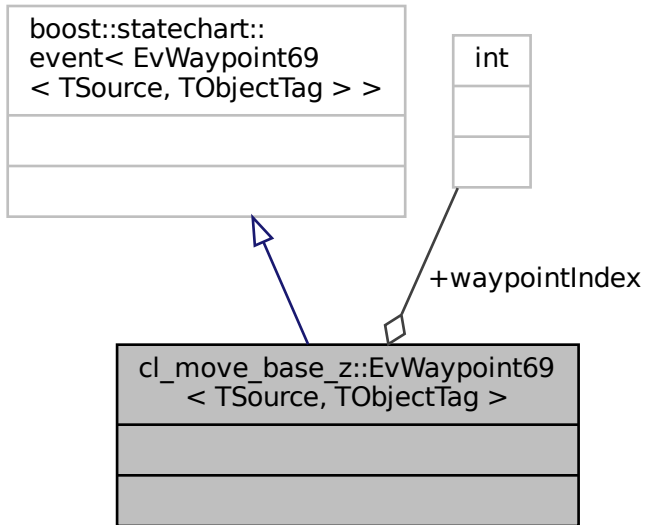 boost::statechart::
event< EvWaypoint69
< TSource, TObjectTag > >
int
+waypointIndex
cl_move_base_z::EvWaypoint69
< TSource, TObjectTag >